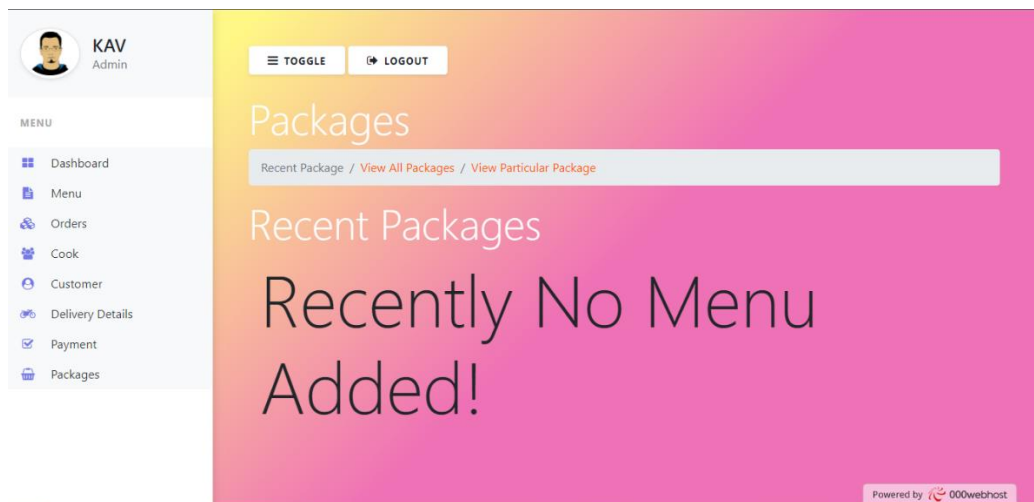 KAV
Admin
MENU
Dashboard
Menu
Orders
Cook
Customer
Delivery Details
Payment
Packages
TOGGLE
LOGOUT
Packages
Recent Package / View All Packages / View Particular Package
Recent Packages
Recently No Menu
Added!
Powered by 000webhost